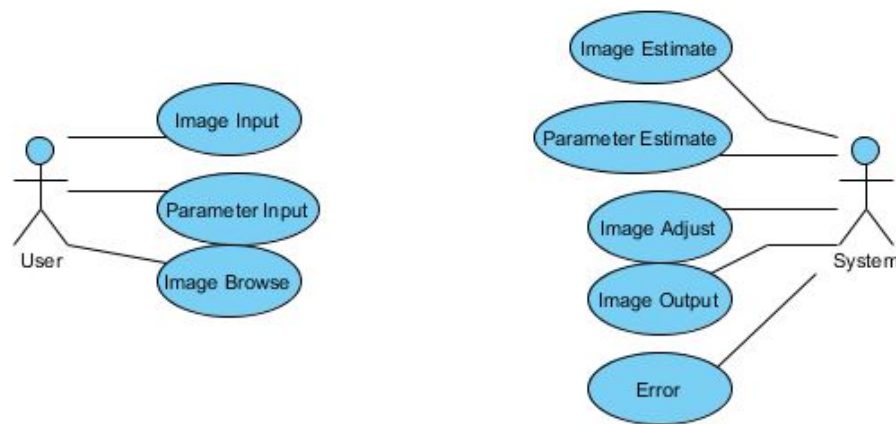 Image Input
Parameter Input
Image Browse
User
Image Estimate
Parameter Estimate
Image Adjust
Image Output
Error
System